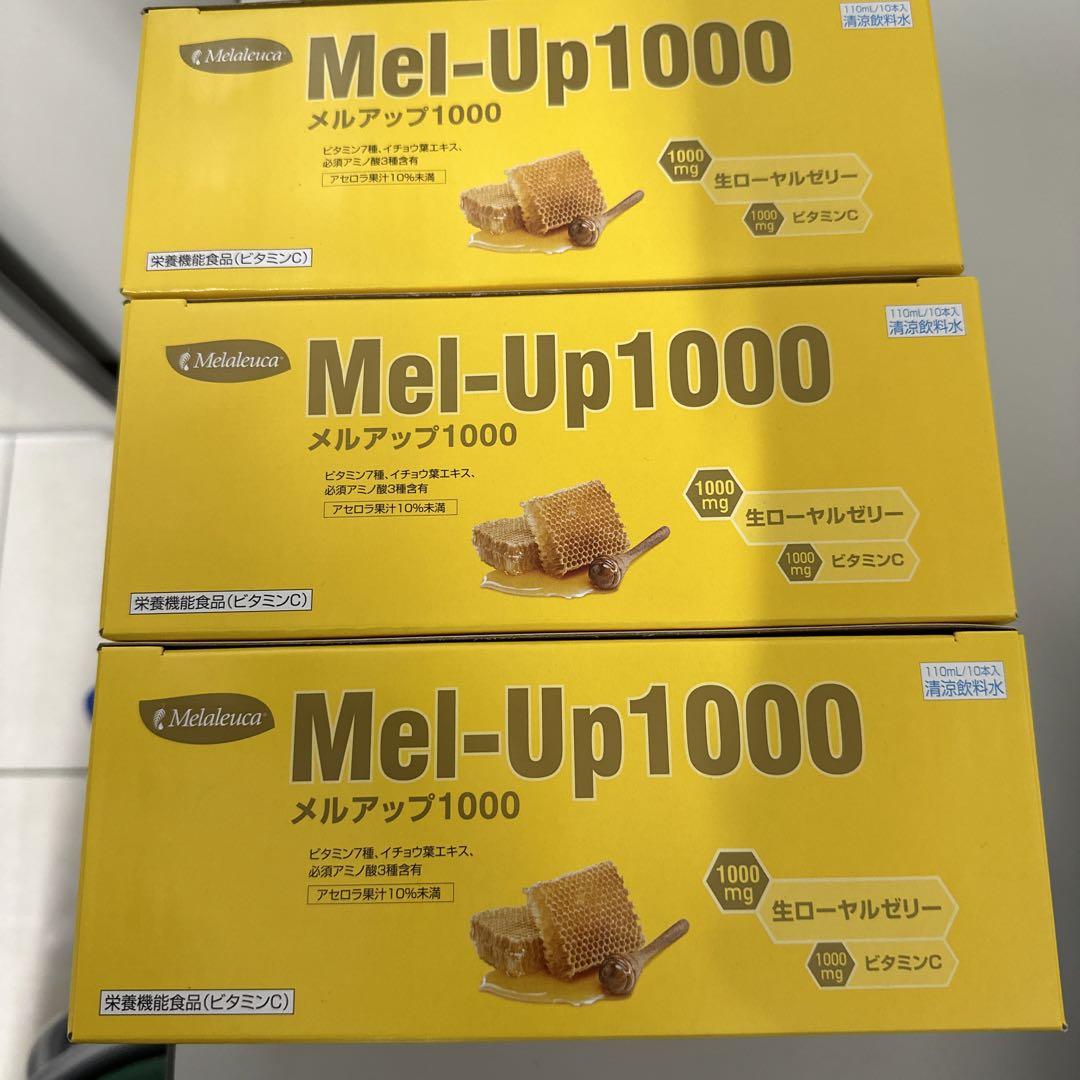 110mL/10本入
清涼飲料水
Melaleuca®
Mel-Up1000
メルアップ1000
ビタミン7種、イチョウ葉エキス、
必須アミノ酸3種含有
アセロラ果汁10%未満
1000
mg
生ローヤルゼリー
1000
mg
ビタミンC
栄養機能食品(ビタミンC)
110mL/10本入
清涼飲料水
Melaleuca®
Mel-Up1000
メルアップ1000
ビタミン7種、イチョウ葉エキス、
必須アミノ酸3種含有
アセロラ果汁10%未満
1000
mg
生ローヤルゼリー
1000
mg
ビタミンC
栄養機能食品(ビタミンC)
110mL/10本入
清涼飲料水
Melaleuca®
Mel-Up1000
メルアップ1000
ビタミン7種、イチョウ葉エキス、
必須アミノ酸3種含有
アセロラ果汁10%未満
1000
mg
生ローヤルゼリー
1000
mg
ビタミンC
栄養機能食品(ビタミンC)